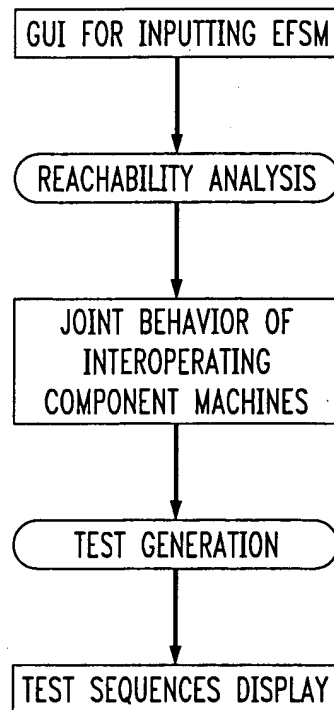 GUI FOR INPUTTING EFSM
REACHABILITY ANALYSIS
JOINT BEHAVIOR OF
INTEROPERATING
COMPONENT MACHINES
TEST GENERATION
TEST SEQUENCES DISPLAY